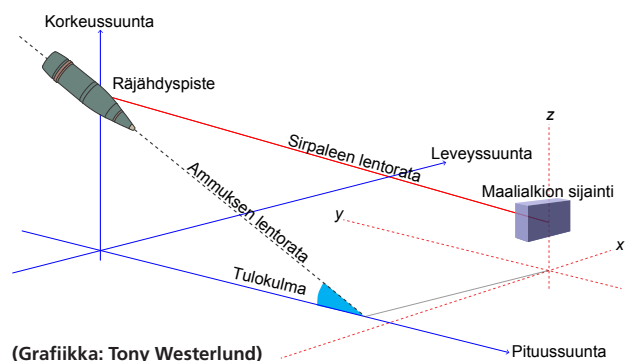 Korkeussuunta
Räjähdyspiste
Sirpaleen lentorata
Leveyssuunta
z
Maalialkion sijainti
Ammuksen lentorata
y
x
Tulokulma
Pituussuunta
(Grafiikka: Tony Westerlund)